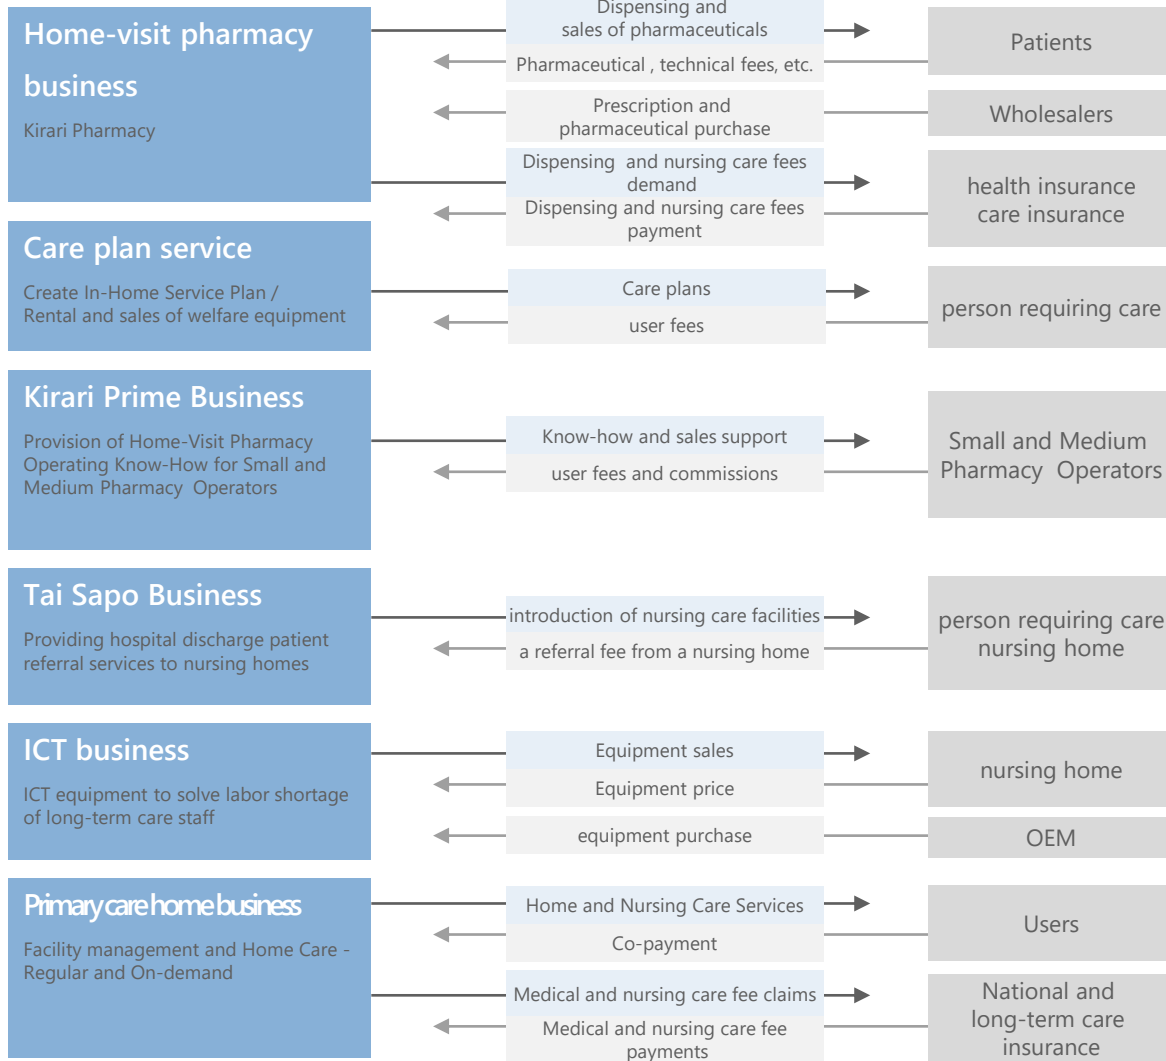 Home-visit pharmacy
business
Kirari Pharmacy
Dispensing and
sales of pharmaceuticals
Pharmaceutical , technical fees, etc.
Patients
Prescription and
pharmaceutical purchase
Wholesalers
Dispensing and nursing care fees
demand
Dispensing and nursing care fees
payment
health insurance
care insurance
Care plan service
Create In-Home Service Plan /
Rental and sales of welfare equipment
Care plans
user fees
person requiring care
Kirari Prime Business
Provision of Home-Visit Pharmacy
Operating Know-How for Small and
Medium Pharmacy Operators
Know-how and sales support
user fees and commissions
Small and Medium
Pharmacy Operators
Tai Sapo Business
Providing hospital discharge patient
referral services to nursing homes
introduction of nursing care facilities
a referral fee from a nursing home
person requiring care
nursing home
ICT business
ICT equipment to solve labor shortage
of long-term care staff
Equipment sales
Equipment price
nursing home
equipment purchase
OEM
Primary care home business
Facility management and Home Care -
Regular and On-demand
Home and Nursing Care Services
Co-payment
Users
Medical and nursing care fee claims
Medical and nursing care fee
payments
National and
long-term care
insurance